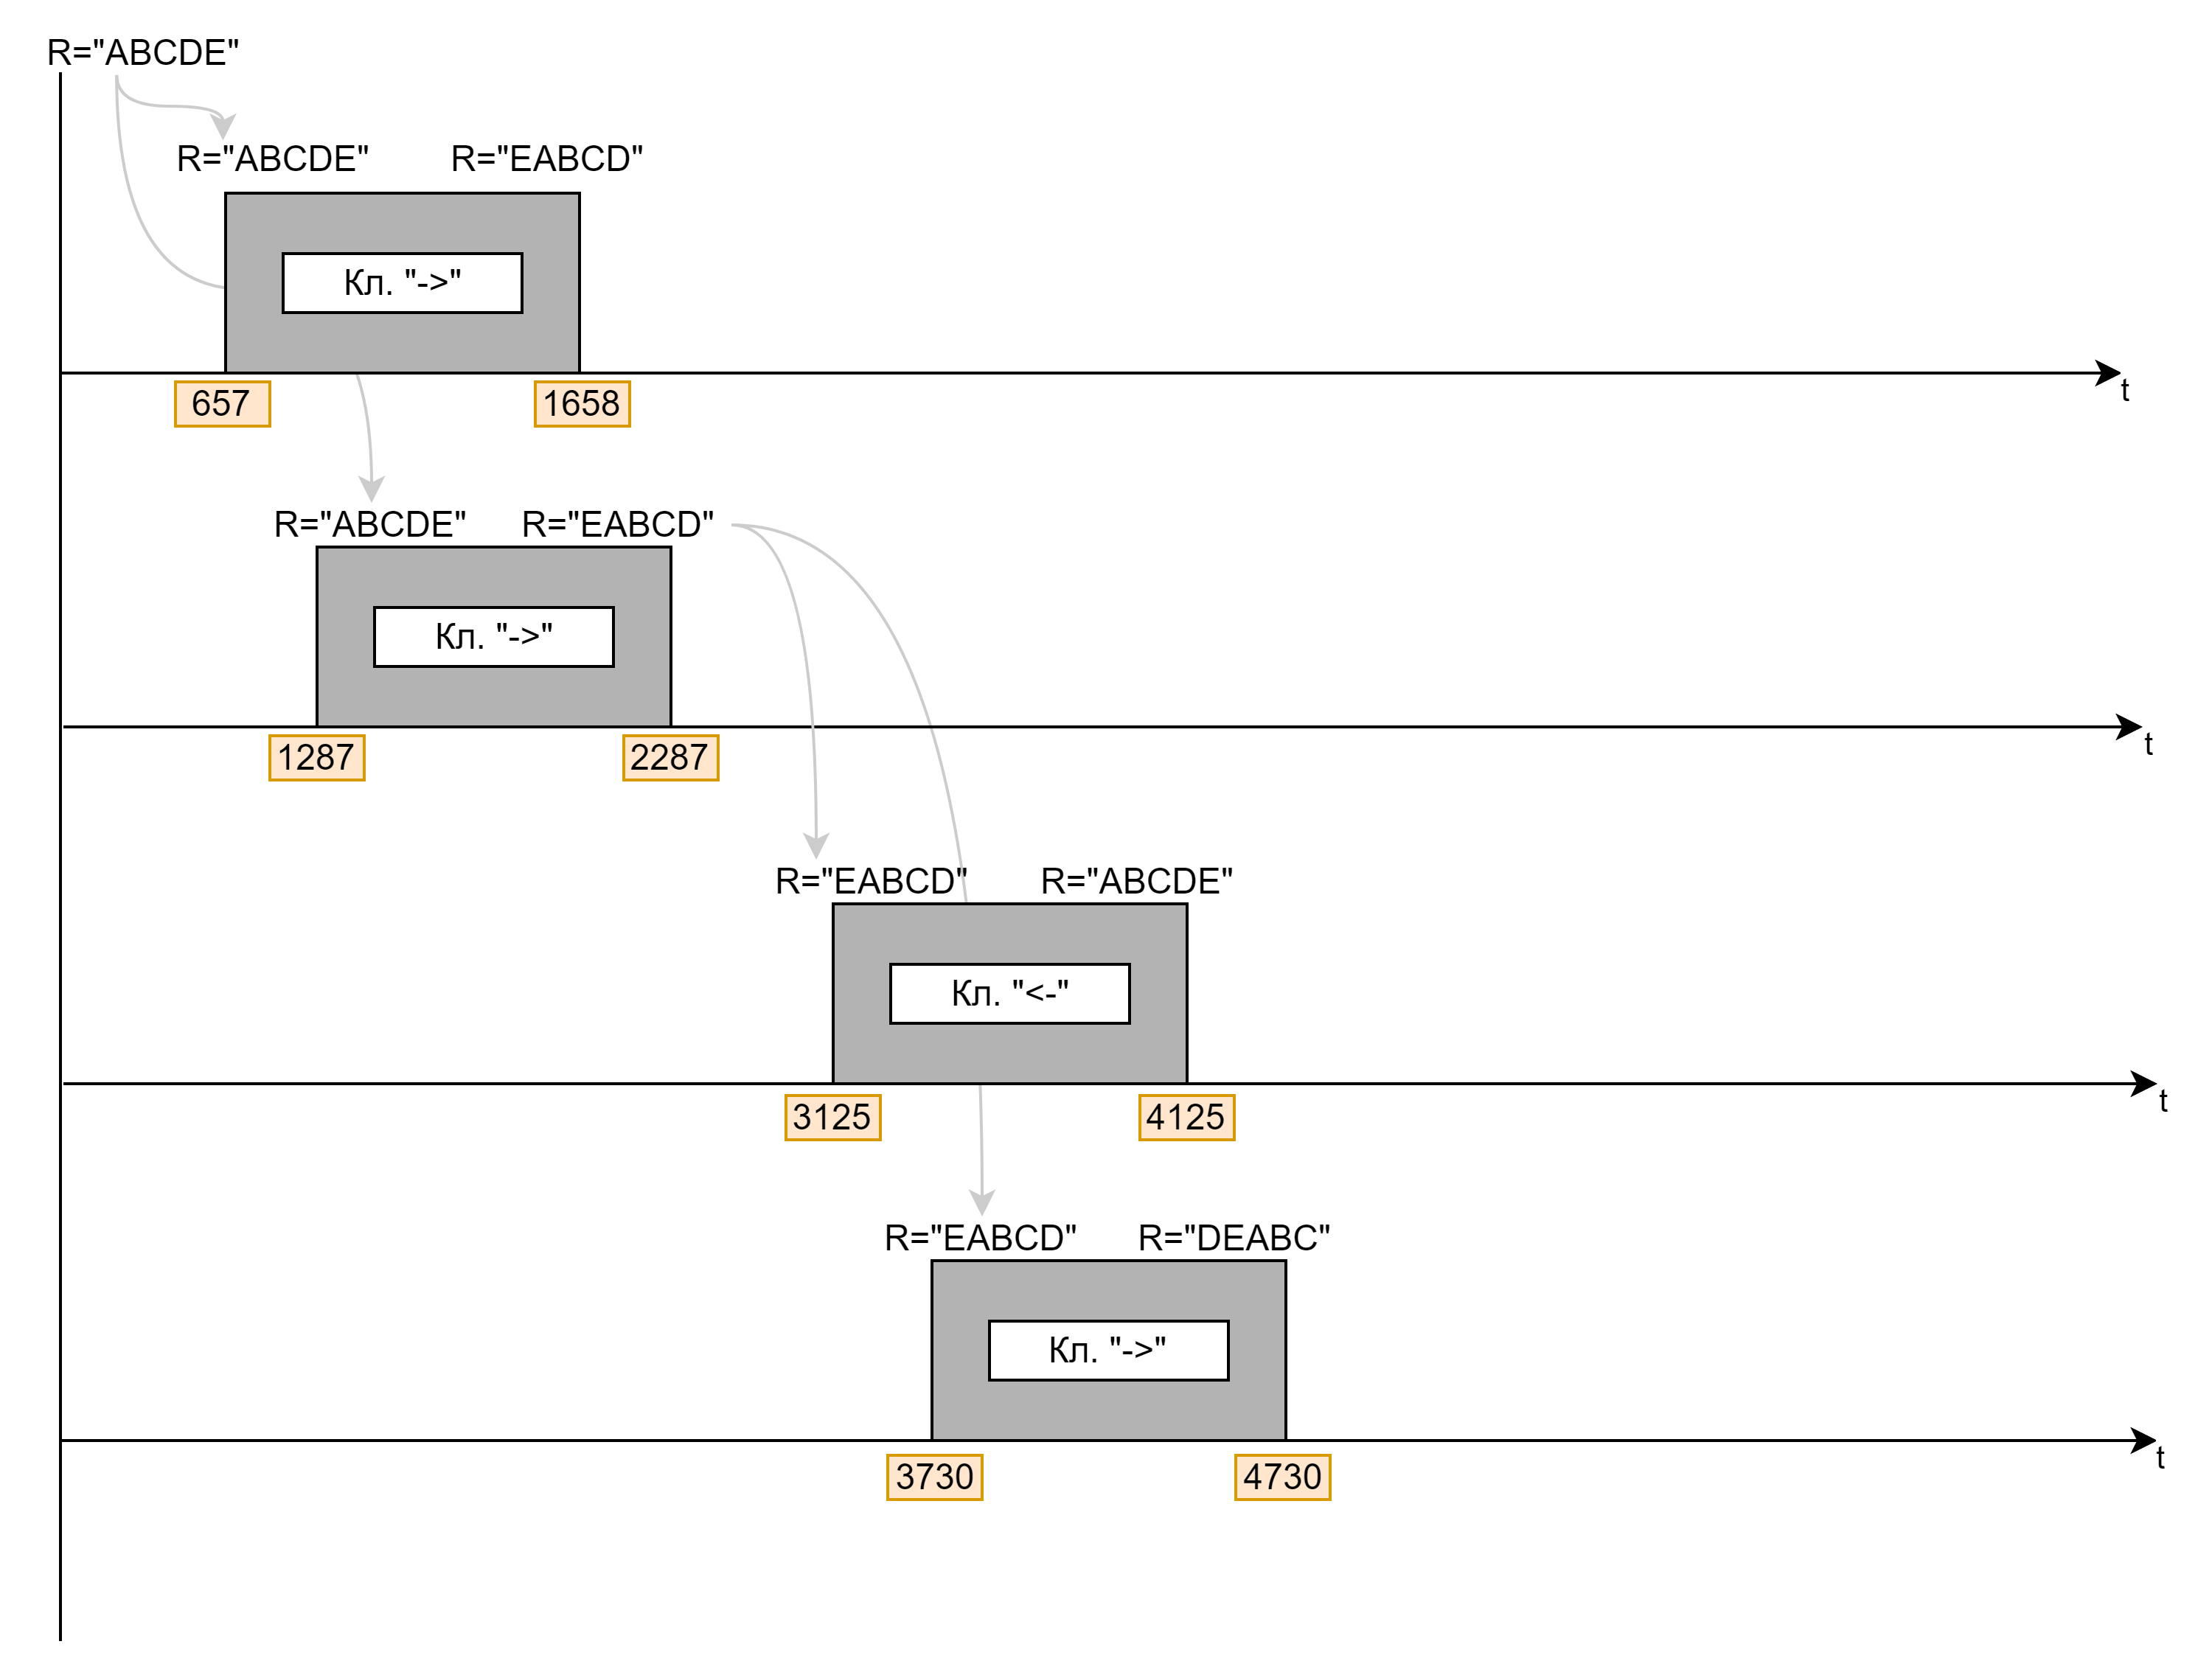 R="ABCDE"
R="ABCDE" R="EABCD"
Кл. "->"
657 1658
t
R="ABCDE" R="EABCD"
Кл. "->"
1287 2287
t
R="EABCD" R="ABCDE"
Кл. "<-"
3125 4125
t
R="EABCD" R="DEABC"
Кл. "->"
3730 4730
t